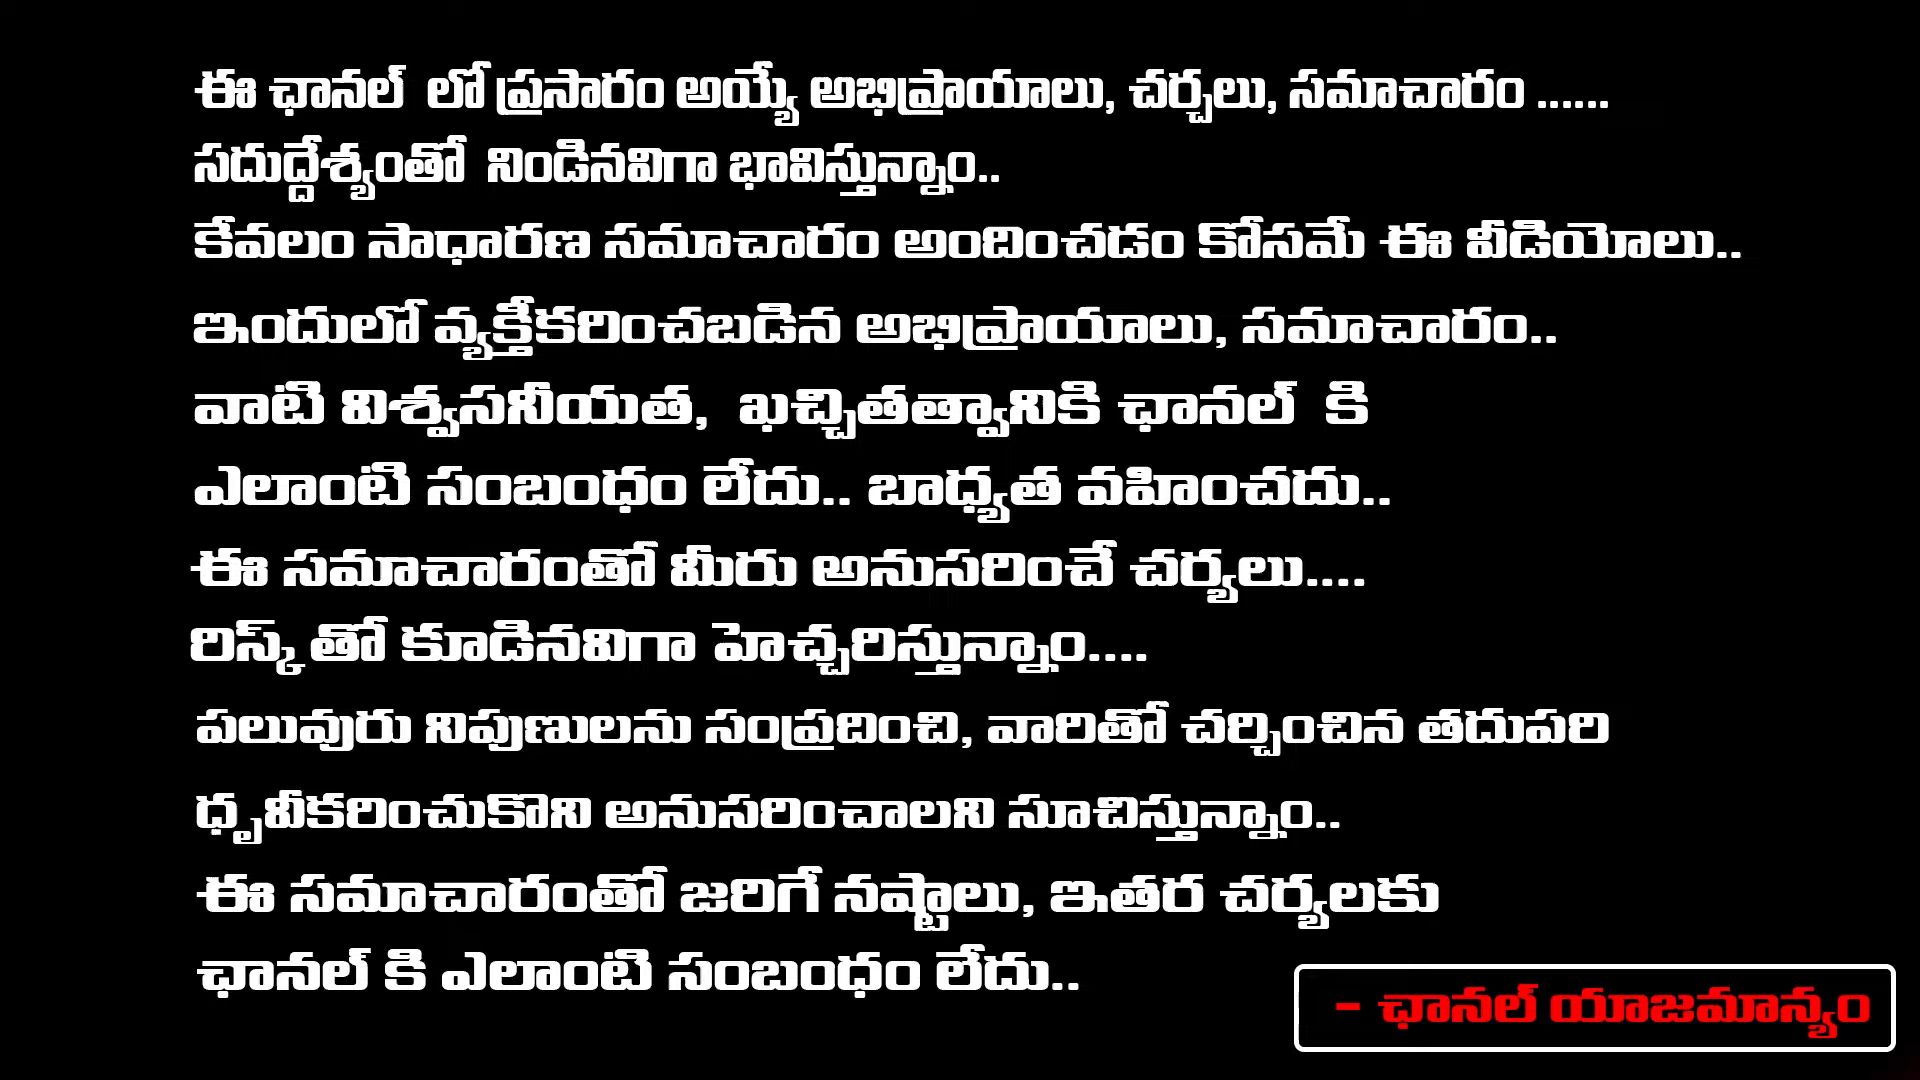 ఈ ఛానల్ లో ప్రసారం అయ్యే అభిప్రాయాలు, చర్చలు, సమాచారం ......
సదుద్దేశ్యంతో నిండినవిగా భావిస్తున్నాం..
కేవలం సాధారణ సమాచారం అందించడం కోసమే ఈ వీడియోలు..
ఇందులో వ్యక్తీకరించబడిన అభిప్రాయాలు, సమాచారం..
వాటి విశ్వసనీయత, ఖచ్చితత్వానికి ఛానల్ కి
ఎలాంటి సంబంధం లేదు.. బాధ్యత వహించదు..
ఈ సమాచారంతో మీరు అనుసరించే చర్యలు....
రిస్క్ తో కూడినవిగా హెచ్చరిస్తున్నాం....
పలువురు నిపుణులను సంప్రదించి, వారితో చర్చించిన తదుపరి
ధృవీకరించుకొని అనుసరించాలని సూచిస్తున్నాం..
ఈ సమాచారంతో జరిగే నష్టాలు, ఇతర చర్యలకు
ఛానల్ కి ఎలాంటి సంబంధం లేదు..
- ఛానల్ యాజమాన్యం